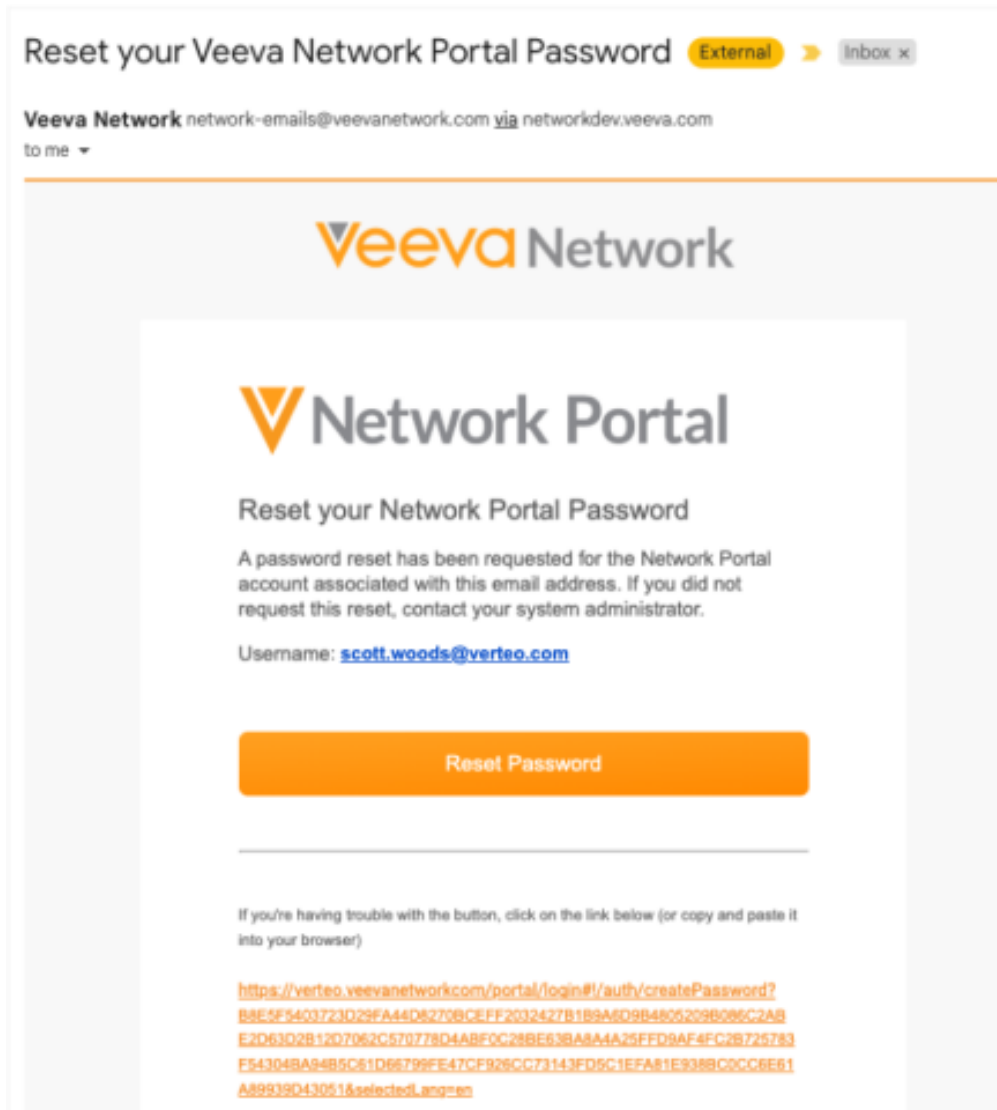 Reset your Veeva Network Portal Password External Inbox x
Veeva Network network-emails@veevanetwork.com via networkdev.veeva.com
to me
Veeva Network
Network Portal
Reset your Network Portal Password
A password reset has been requested for the Network Portal
account associated with this email address. If you did not
request this reset, contact your system administrator.
Username: scott.woods@verteo.com
Reset Password
If you're having trouble with the button, click on the link below (or copy and paste it
into your browser)
https://verteo.veevanetworkcom/portal/login#!/auth/createPassword?
&selectedLang=en